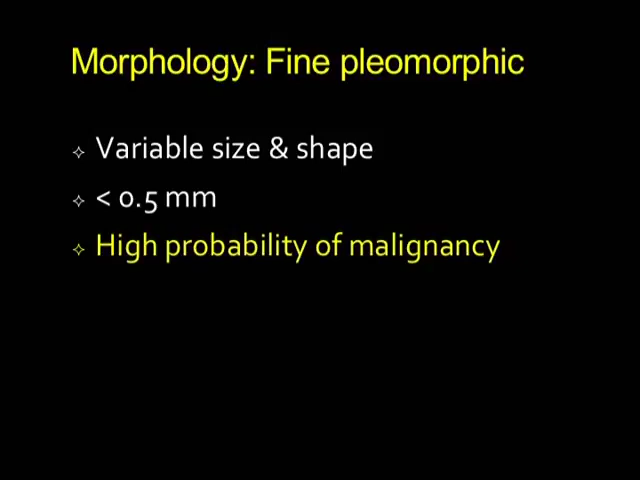 Morphology: Fine pleomorphic
Variable size & shape
< 0.5 mm
High probability of malignancy